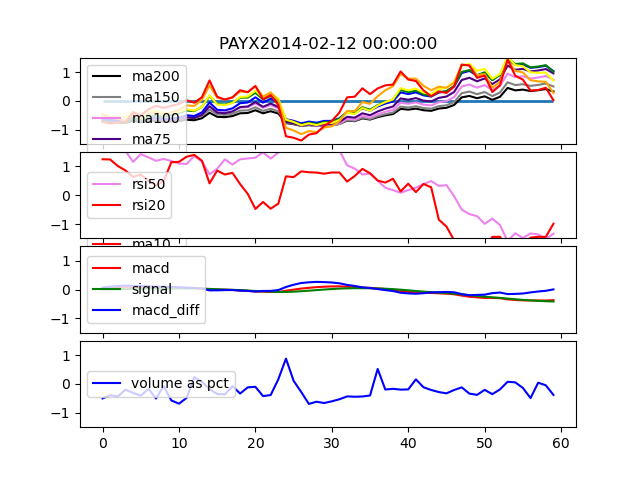 PAYX2014-02-12 00:00:00
1
0
−1
ma200
ma150
ma100
ma75
1
0
−1
rsi50
rsi20
ma10
1
0
−1
macd
signal
macd_diff
1
0
−1
volume as pct
0 10 20 30 40 50 60